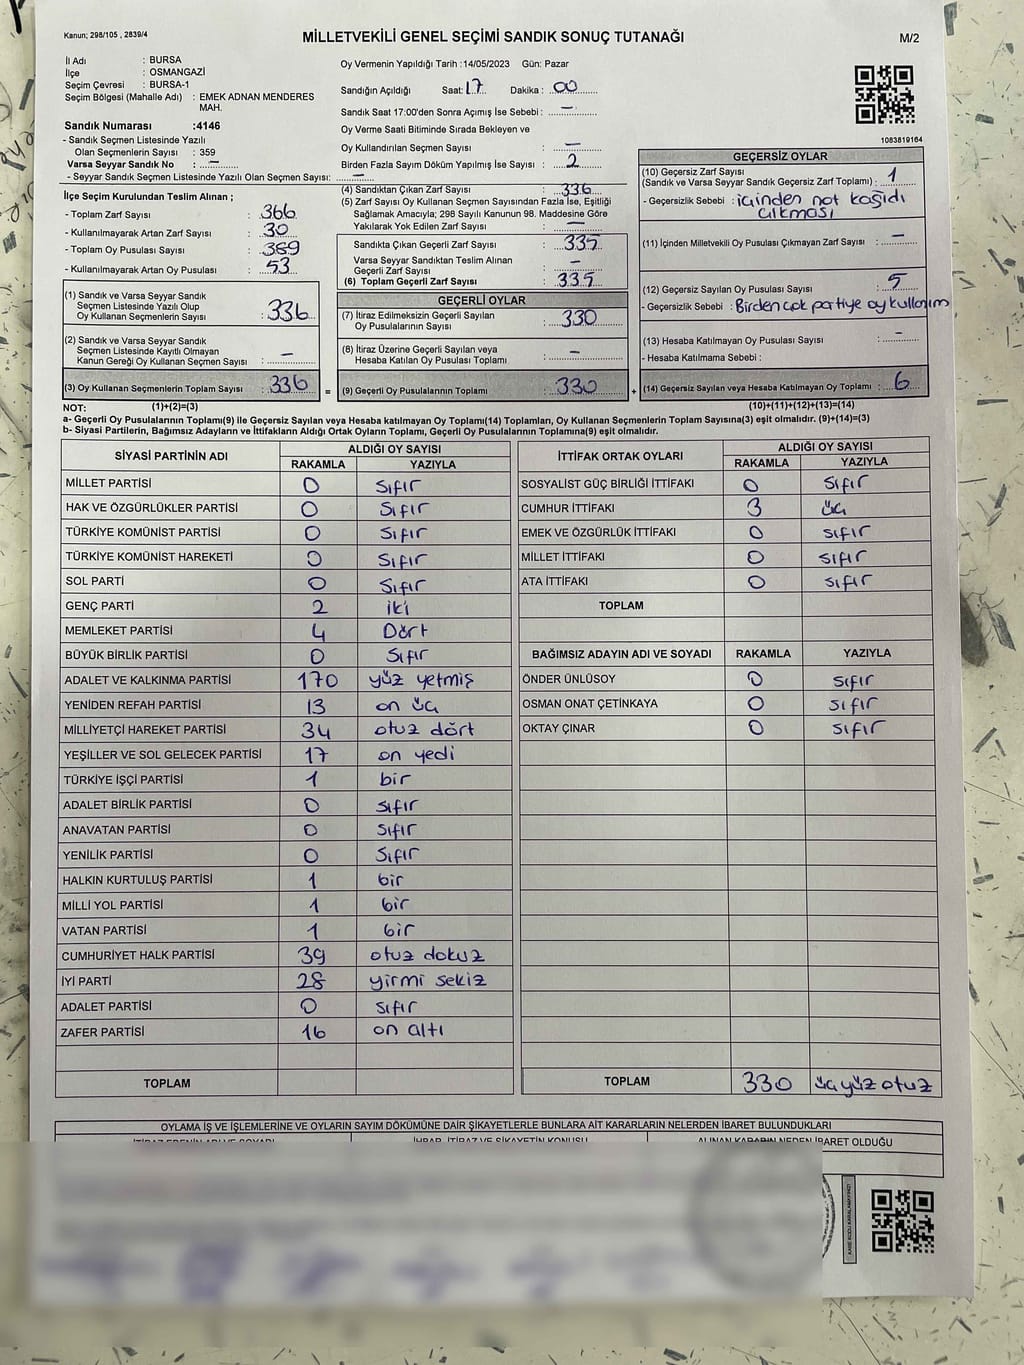 Kanun; 298/105 , 2839/4
MİLLETVEKİLİ GENEL SEÇİMİ SANDIK SONUÇ TUTANAĞI
M/2
İl Adı : BURSA
İlçe : OSMANGAZİ
Seçim Çevresi : BURSA-1
Seçim Bölgesi (Mahalle Adı) : EMEK ADNAN MENDERES
MAH.
Sandık Numarası :4146
- Sandık Seçmen Listesinde Yazılı
Olan Seçmenlerin Sayısı : 359
Varsa Seyyar Sandık No : –
- Seyyar Sandık Seçmen Listesinde Yazılı Olan Seçmen Sayısı: –
Oy Vermenin Yapıldığı Tarih :14/05/2023 Gün: Pazar
Sandığın Açıldığı Saat: 17 Dakika : 00
Sandık Saat 17:00'den Sonra Açımış İse Sebebi : –
Oy Verme Saati Bitiminde Sırada Bekleyen ve
Oy Kullandırılan Seçmen Sayısı : –
Birden Fazla Sayım Döküm Yapılmış İse Sayısı : 2
1083819164
İlçe Seçim Kurulundan Teslim Alınan ;
- Toplam Zarf Sayısı : 366
- Kullanılmayarak Artan Zarf Sayısı : 30
- Toplam Oy Pusulası Sayısı : 389
- Kullanılmayarak Artan Oy Pusulası : 53
(1) Sandık ve Varsa Seyyar Sandık
Seçmen Listesinde Yazılı Olup
Oy Kullanan Seçmenlerin Sayısı : 336
(2) Sandık ve Varsa Seyyar Sandık
Seçmen Listesinde Kayıtlı Olmayan
Kanun Gereği Oy Kullanan Seçmen Sayısı : –
(3) Oy Kullanan Seçmenlerin Toplam Sayısı : 336
(1)+(2)=(3)
(4) Sandıktan Çıkan Zarf Sayısı : 336
(5) Zarf Sayısı Oy Kullanan Seçmen Sayısından Fazla İse, Eşitliği
Sağlamak Amacıyla; 298 Sayılı Kanunun 98. Maddesine Göre
Yakılarak Yok Edilen Zarf Sayısı : –
Sandıkta Çıkan Geçerli Zarf Sayısı : 335
Varsa Seyyar Sandıktan Teslim Alınan
Geçerli Zarf Sayısı : –
(6) Toplam Geçerli Zarf Sayısı : 335
GEÇERLİ OYLAR
(7) İtiraz Edilmeksizin Geçerli Sayılan
Oy Pusulalarının Sayısı : 330
(8) İtiraz Üzerine Geçerli Sayılan veya
Hesaba Katılan Oy Pusulası Toplamı : –
= (9) Geçerli Oy Pusulalarının Toplamı : 330 +
GEÇERSİZ OYLAR
(10) Geçersiz Zarf Sayısı
(Sandık ve Varsa Seyyar Sandık Geçersiz Zarf Toplamı) : 1
- Geçersizlik Sebebi : içinden not kağıdı
çıkması
(11) İçinden Milletvekili Oy Pusulası Çıkmayan Zarf Sayısı : –
(12) Geçersiz Sayılan Oy Pusulası Sayısı : 5
- Geçersizlik Sebebi : Birden çok partiye oy kullanım
(13) Hesaba Katılmayan Oy Pusulası Sayısı : –
- Hesaba Katılmama Sebebi :
(14) Geçersiz Sayılan veya Hesaba Katılmayan Oy Toplamı : 6
(10)+(11)+(12)+(13)=(14)
NOT:
a- Geçerli Oy Pusulalarının Toplamı(9) ile Geçersiz Sayılan veya Hesaba Katılmayan Oy Toplamı(14) Toplamları, Oy Kullanan Seçmenlerin Toplam Sayısına(3) eşit olmalıdır. (9)+(14)=(3)
b- Siyasi Partilerin, Bağımsız Adayların ve İttifakların Aldığı Ortak Oyların Toplamı, Geçerli Oy Pusulalarının Toplamına(9) eşit olmalıdır.
SİYASİ PARTİNİN ADI ALDIĞI OY SAYISI
RAKAMLA YAZIYLA
MİLLET PARTİSİ 0 sıfır
HAK VE ÖZGÜRLÜKLER PARTİSİ 0 sıfır
TÜRKİYE KOMÜNİST PARTİSİ 0 sıfır
TÜRKİYE KOMÜNİST HAREKETİ 0 sıfır
SOL PARTİ 0 sıfır
GENÇ PARTİ 2 iki
MEMLEKET PARTİSİ 4 Dört
BÜYÜK BİRLİK PARTİSİ 0 sıfır
ADALET VE KALKINMA PARTİSİ 170 yüz yetmiş
YENİDEN REFAH PARTİSİ 13 on üç
MİLLİYETÇİ HAREKET PARTİSİ 34 otuz dört
YEŞİLLER VE SOL GELECEK PARTİSİ 17 on yedi
TÜRKİYE İŞÇİ PARTİSİ 1 bir
ADALET BİRLİK PARTİSİ 0 sıfır
ANAVATAN PARTİSİ 0 sıfır
YENİLİK PARTİSİ 0 sıfır
HALKIN KURTULUŞ PARTİSİ 1 bir
MİLLİ YOL PARTİSİ 1 bir
VATAN PARTİSİ 1 bir
CUMHURİYET HALK PARTİSİ 39 otuz dokuz
İYİ PARTİ 28 yirmi sekiz
ADALET PARTİSİ 0 sıfır
ZAFER PARTİSİ 16 on altı
TOPLAM
İTTİFAK ORTAK OYLARI ALDIĞI OY SAYISI
RAKAMLA YAZIYLA
SOSYALİST GÜÇ BİRLİĞİ İTTİFAKI 0 sıfır
CUMHUR İTTİFAKI 3 üç
EMEK VE ÖZGÜRLÜK İTTİFAKI 0 sıfır
MİLLET İTTİFAKI 0 sıfır
ATA İTTİFAKI 0 sıfır
TOPLAM
BAĞIMSIZ ADAYIN ADI VE SOYADI RAKAMLA YAZIYLA
ÖNDER ÜNLÜSOY 0 sıfır
OSMAN ONAT ÇETİNKAYA 0 sıfır
OKTAY ÇINAR 0 sıfır
TOPLAM 330 üçyüz otuz
OYLAMA İŞ VE İŞLEMLERİNE VE OYLARIN SAYIM DÖKÜMÜNE DAİR ŞİKAYETLERLE BUNLARA AİT KARARLARIN NELERDEN İBARET BULUNDUKLARI
İTİRAZ EDENİN ADI VE SOYADI İHBAR, İTİRAZ VE ŞİKAYETİN KONUSU ALINAN KARARIN NEDEN İBARET OLDUĞU